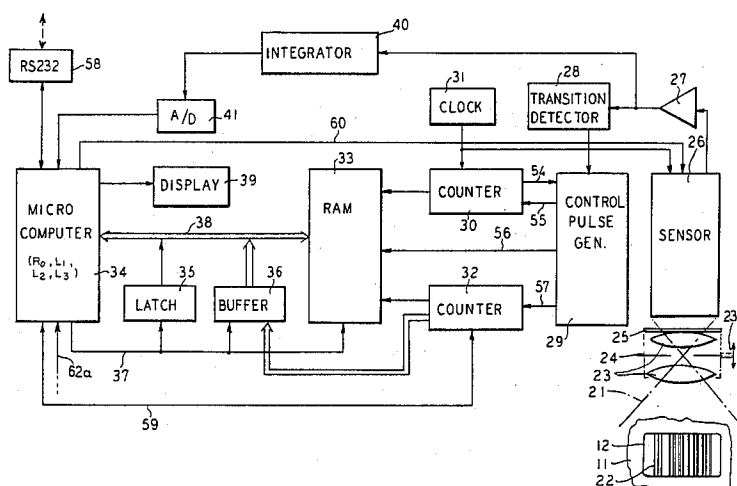 RS232
58
INTEGRATOR
40
A/D
41
CLOCK
31
TRANSITION
DETECTOR
28
27
60
26
MICRO
COMPUTER
(R₀, L₁,
L₂, L₃)
34
DISPLAY
39
38
33
RAM
COUNTER
30
54
55
56
57
CONTROL
PULSE
GEN.
29
SENSOR
LATCH
35
BUFFER
36
32
COUNTER
37
62a
59
25
24
23
23
21
12
11
22